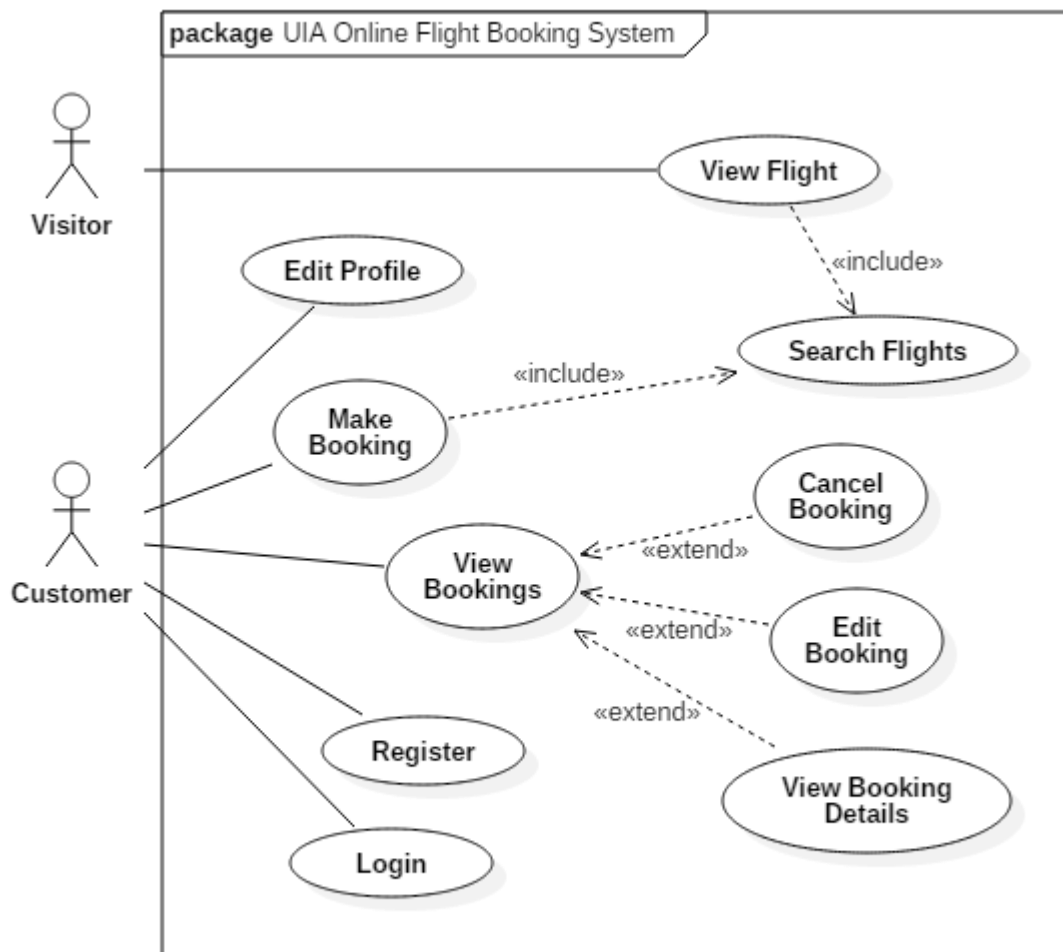 package UIA Online Flight Booking System
View Flight
Visitor
«include»
Edit Profile
Search Flights
«include»
Make
Booking
Cancel
Booking
«extend»
View
Bookings
Customer
Edit
Booking
«extend»
«extend»
Register
View Booking
Details
Login